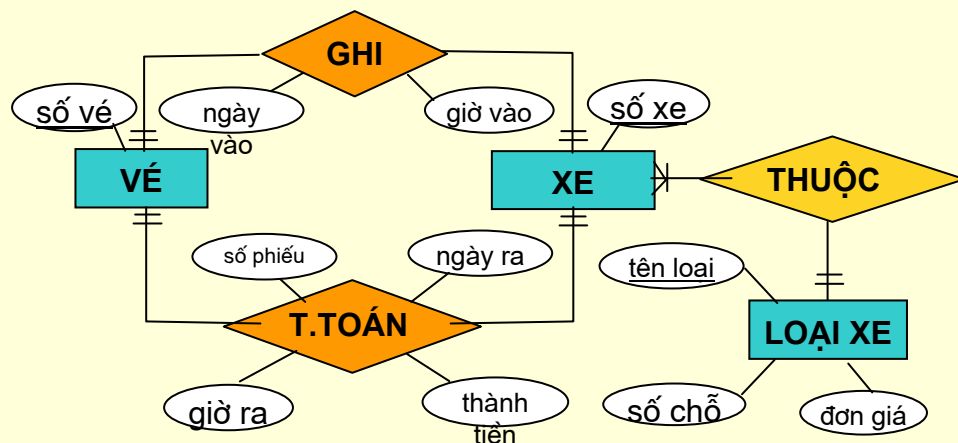 GHI
số vé
ngày
vào
giờ vào
số xe
VÉ
XE
THUỘC
số phiếu
ngày ra
tên loại
T.TOÁN
LOẠI XE
giờ ra
thành
tiền
số chỗ
đơn giá